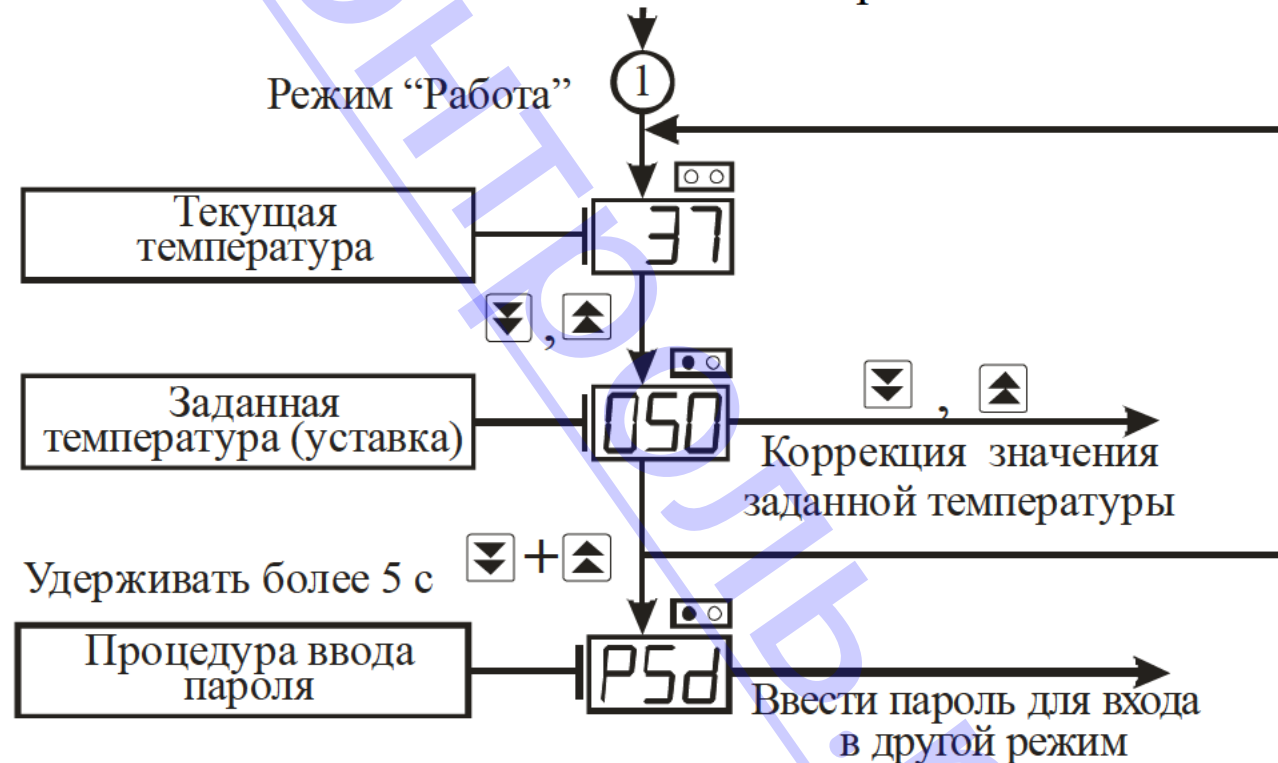 1
Режим “Работа”
Текущая
температура
37
,
Заданная
температура (уставка)
050
,
Коррекция значения
заданной температуры
Удерживать более 5 с
+
Процедура ввода
пароля
PSd
Ввести пароль для входа
в другой режим